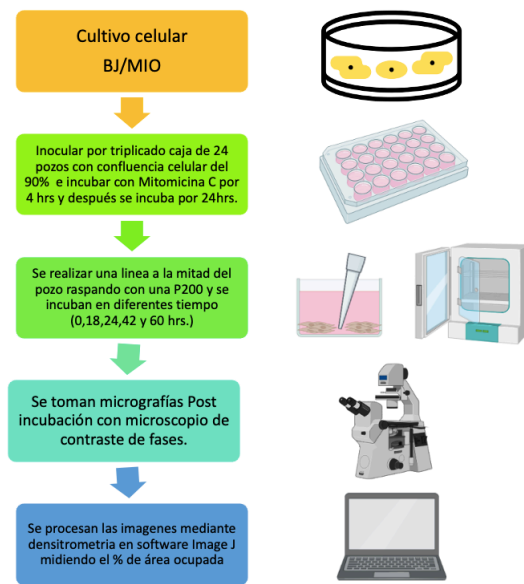 Cultivo celular
BJ/MIO
Inocular por triplicado caja de 24
pozos con confluencia celular del
90% e incubar con Mitomicina C por
4 hrs y después se incuba por 24hrs.
Se realizar una linea a la mitad del
pozo raspando con una P200 y se
incuban en diferentes tiempo
(0,18,24,42 y 60 hrs.)
Se toman micrografías Post
incubación con microscopio de
contraste de fases.
Se procesan las imagenes mediante
densitrometria en software Image J
midiendo el % de área ocupada